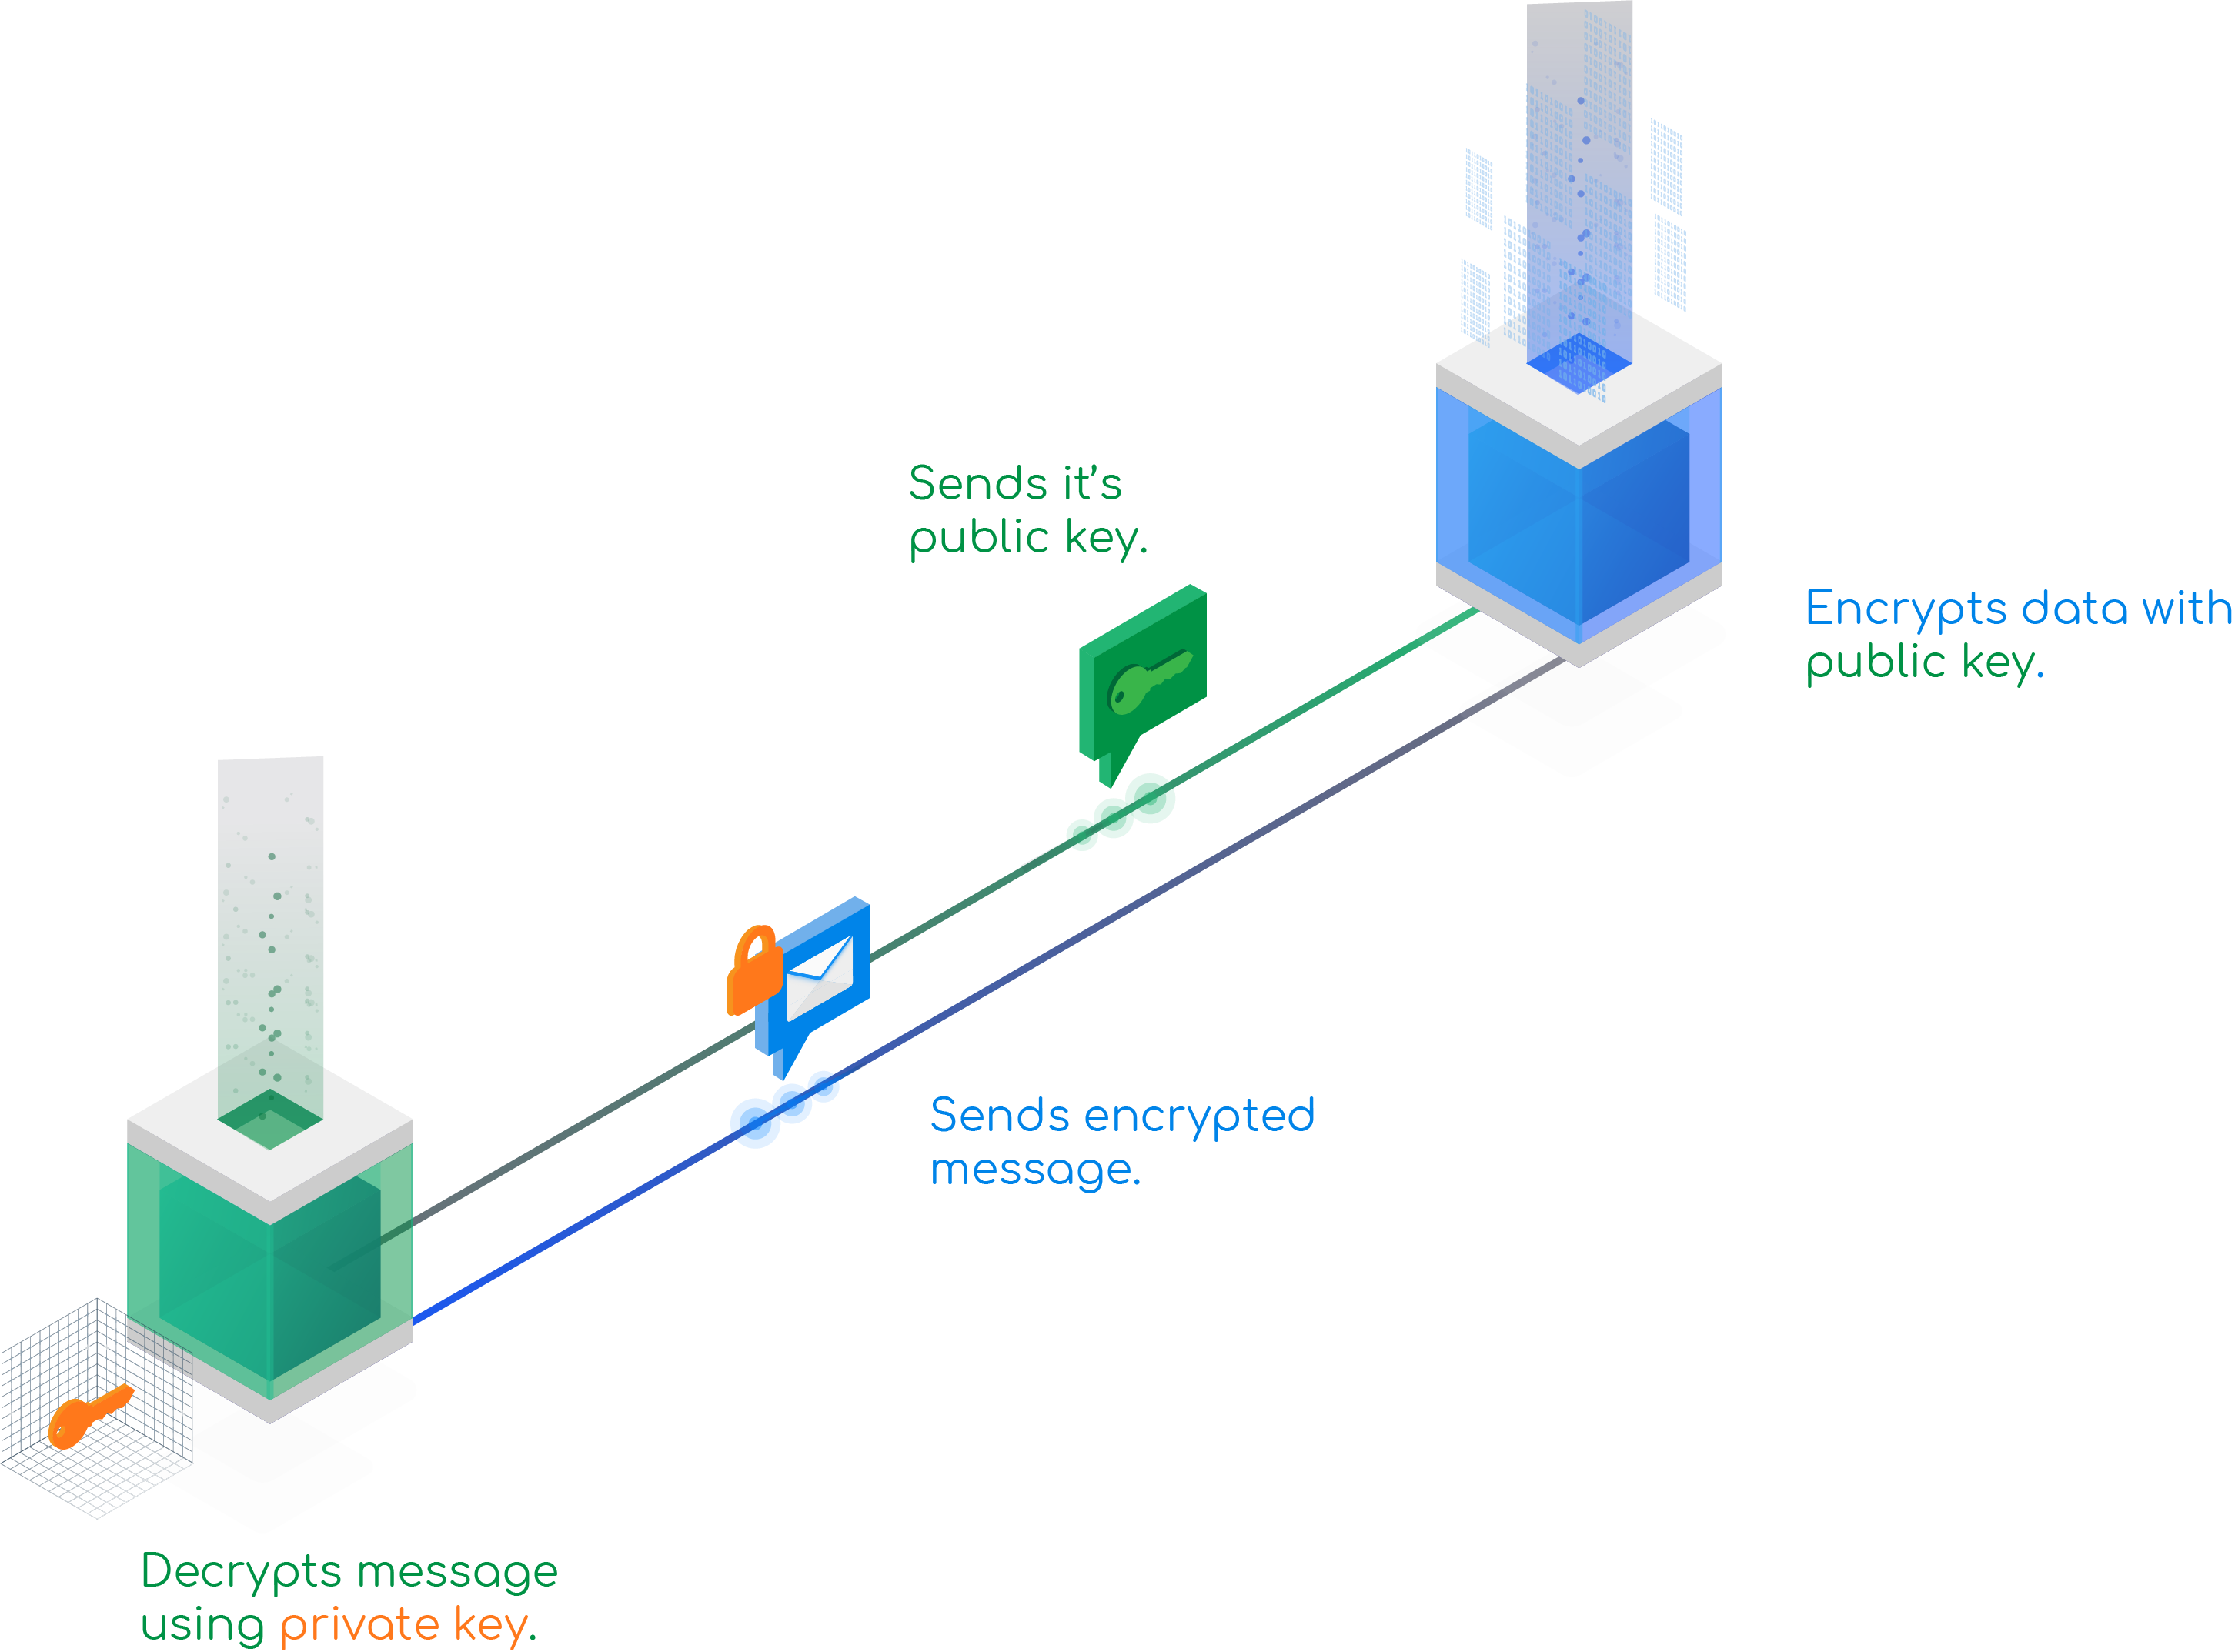 Sends it’s
public key.
Encrypts data with
public key.
Sends encrypted
message.
Decrypts message
using private key.